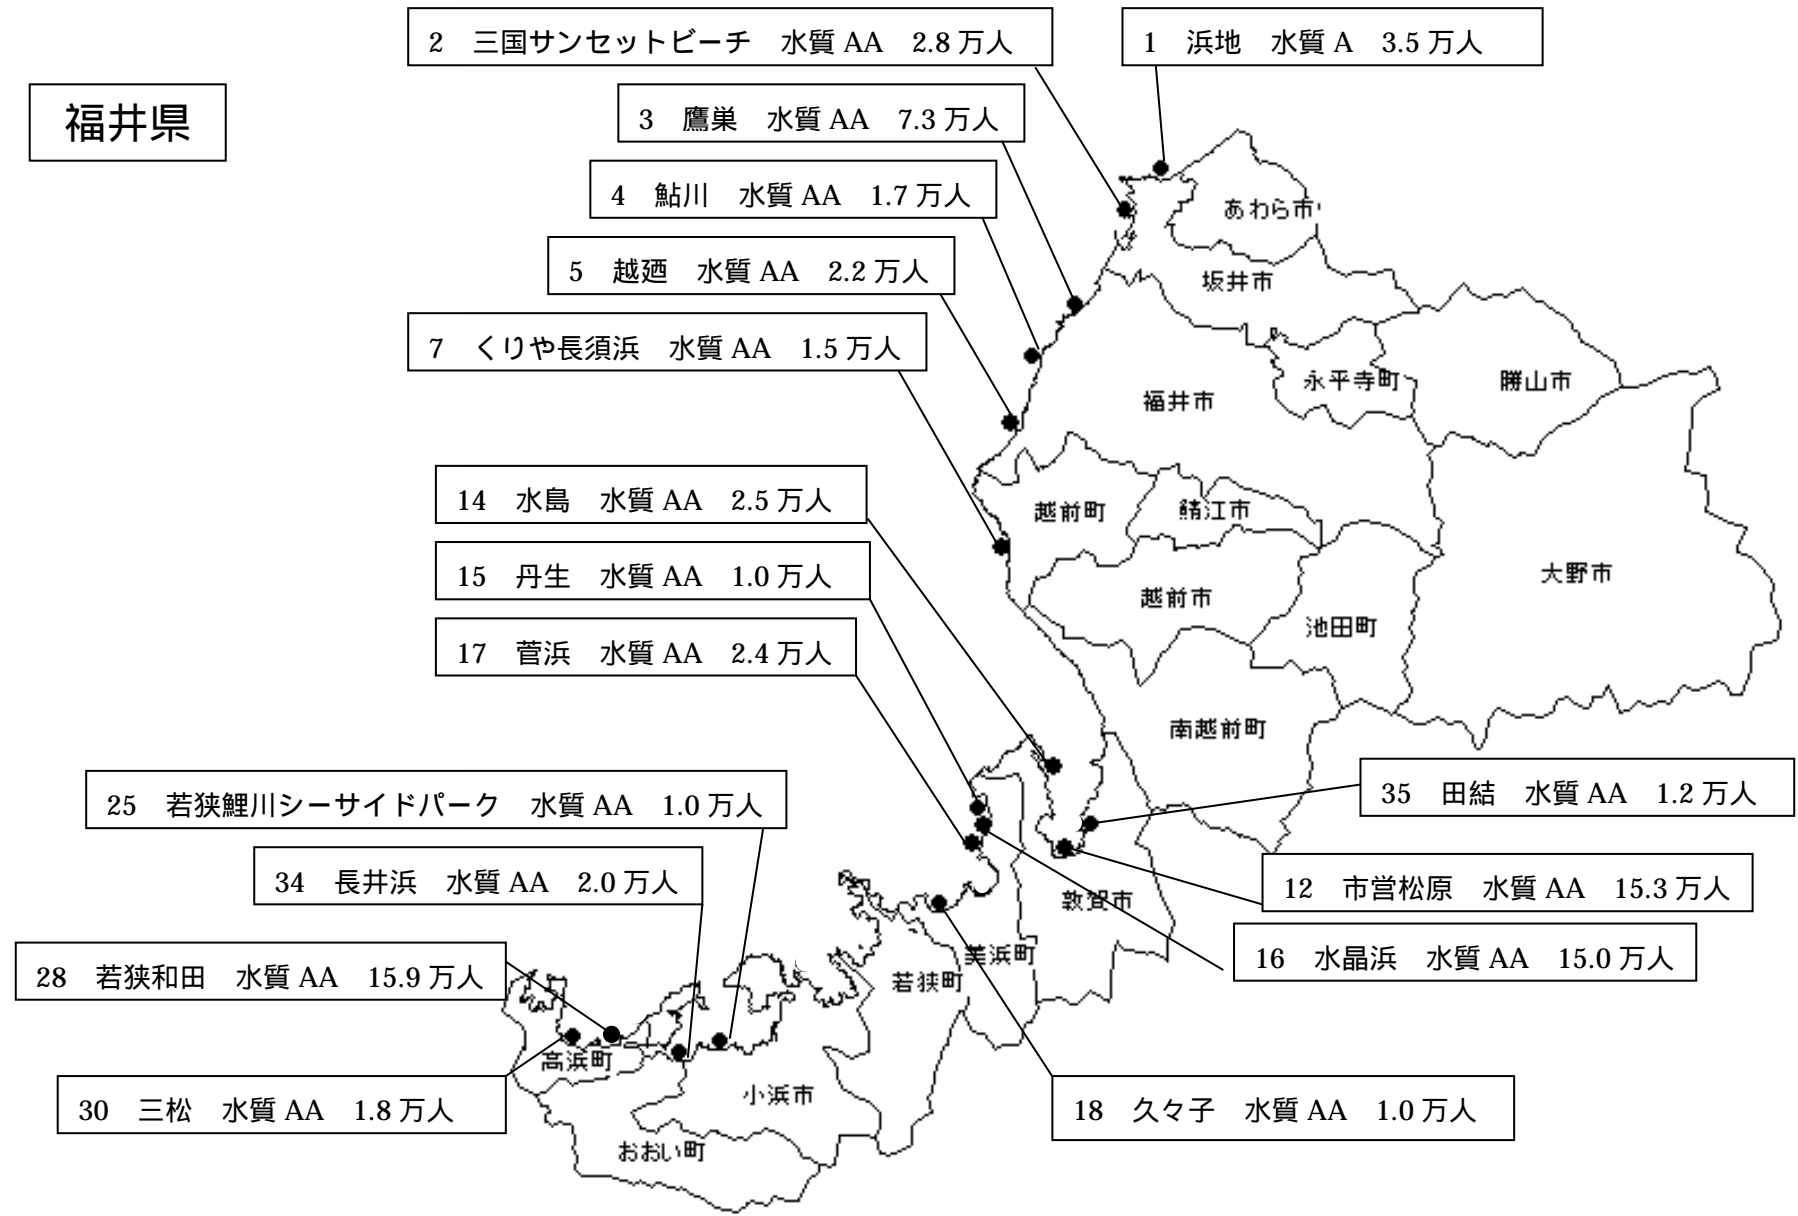 福井県
2 三国サンセットビーチ 水質 AA 2.8 万人
1 浜地 水質 A 3.5 万人
3 鷹巣 水質 AA 7.3 万人
4 鮎川 水質 AA 1.7 万人
5 越廼 水質 AA 2.2 万人
7 くりや長須浜 水質 AA 1.5 万人
14 水島 水質 AA 2.5 万人
15 丹生 水質 AA 1.0 万人
17 菅浜 水質 AA 2.4 万人
25 若狭鯉川シーサイドパーク 水質 AA 1.0 万人
34 長井浜 水質 AA 2.0 万人
28 若狭和田 水質 AA 15.9 万人
30 三松 水質 AA 1.8 万人
35 田結 水質 AA 1.2 万人
12 市営松原 水質 AA 15.3 万人
16 水晶浜 水質 AA 15.0 万人
18 久々子 水質 AA 1.0 万人
あわら市
坂井市
永平寺町
勝山市
福井市
越前町
鯖江市
大野市
越前市
池田町
南越前町
敦賀市
美浜町
若狭町
高浜町
小浜市
おおい町